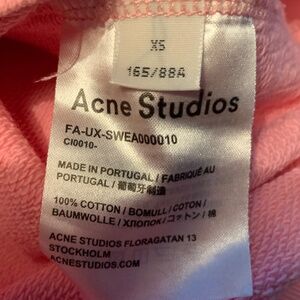 XS
165/88A
Acne Studios
FA-UX-SWEA000010
CI0010-
MADE IN PORTUGAL / FABRIQUÉ AU
PORTUGAL / 葡萄牙制造
100% COTTON / BOMULL / COTON /
BAUMWOLLE / ΧΠΟΠΟΚ / コットン / 棉
ACNE STUDIOS FLORAGATAN 13
STOCKHOLM
ACNESTUDIOS.COM